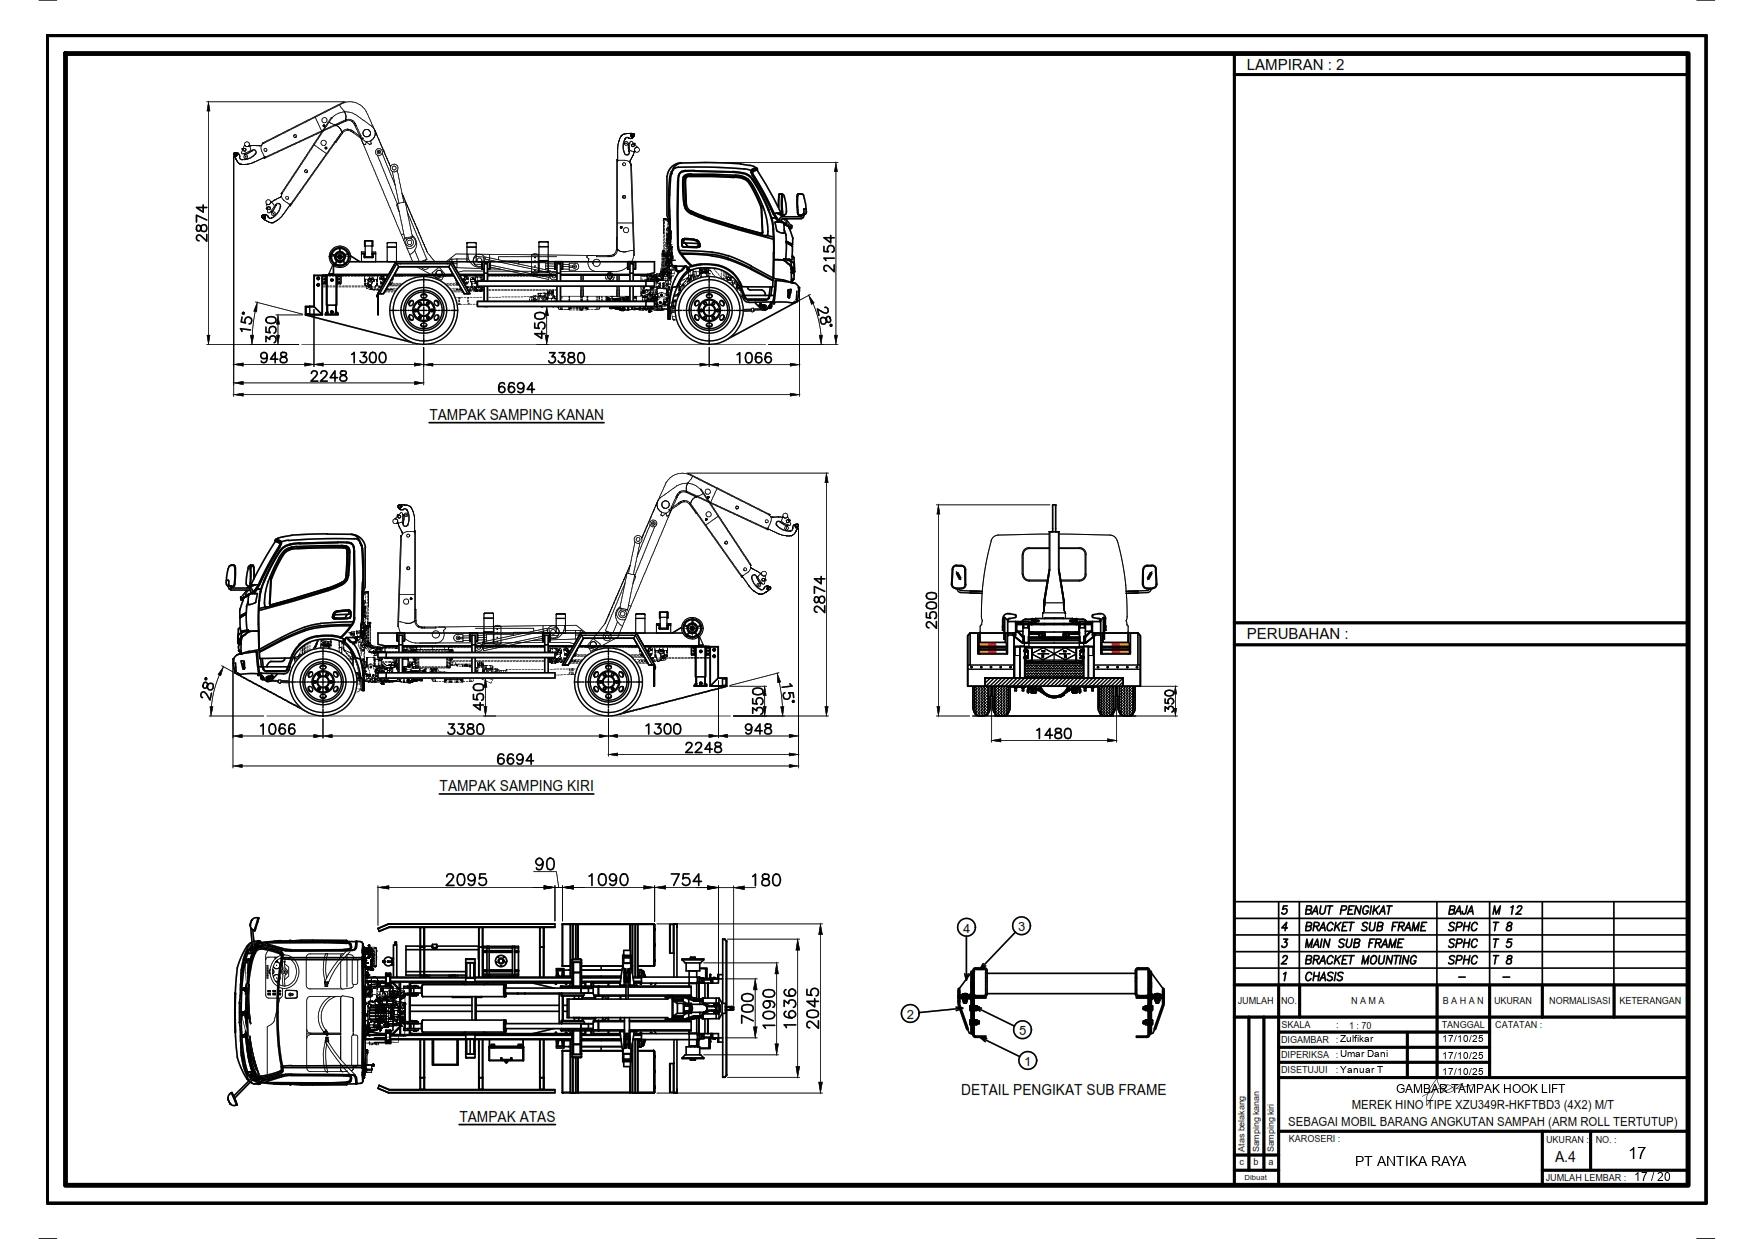 LAMPIRAN : 2
2874
2154
15°
350
450
28°
948
1300
3380
1066
2248
6694
TAMPAK SAMPING KANAN
2874
28°
450
350
15°
1066
3380
1300
948
2248
6694
TAMPAK SAMPING KIRI
2500
350
1480
PERUBAHAN :
90
2095
1090
754
180
700
1090
1636
2045
TAMPAK ATAS
4
3
2
5
1
DETAIL PENGIKAT SUB FRAME
5 BAUT PENGIKAT BAJA M 12
4 BRACKET SUB FRAME SPHC T 8
3 MAIN SUB FRAME SPHC T 5
2 BRACKET MOUNTING SPHC T 8
1 CHASIS – –
JUMLAH NO. N A M A B A H A N UKURAN NORMALISASI KETERANGAN
SKALA : 1 : 70 TANGGAL CATATAN :
DIGAMBAR : Zulfikar 17/10/25
DIPERIKSA : Umar Dani 17/10/25
DISETUJUI : Yanuar T 17/10/25
GAMBAR TAMPAK HOOK LIFT
MEREK HINO TIPE XZU349R-HKFTBD3 (4X2) M/T
SEBAGAI MOBIL BARANG ANGKUTAN SAMPAH (ARM ROLL TERTUTUP)
Atas belakang
Samping kanan
Samping kiri
c b a
Dibuat
KAROSERI :
PT ANTIKA RAYA
UKURAN : NO. :
A.4 17
JUMLAH LEMBAR : 17 / 20